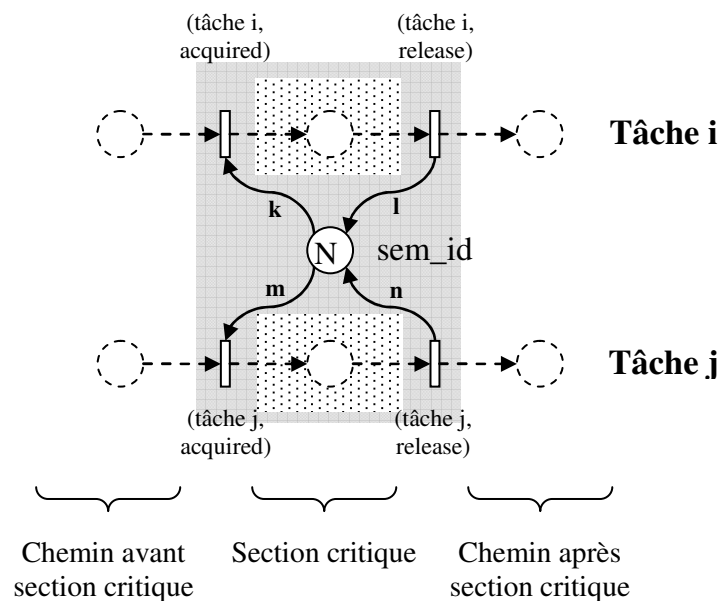 (tâche i,
acquired)
(tâche i,
release)
Tâche i
k
l
N
sem_id
m
n
Tâche j
(tâche j,
acquired)
(tâche j,
release)
Chemin avant
section critique
Section critique
Chemin après
section critique